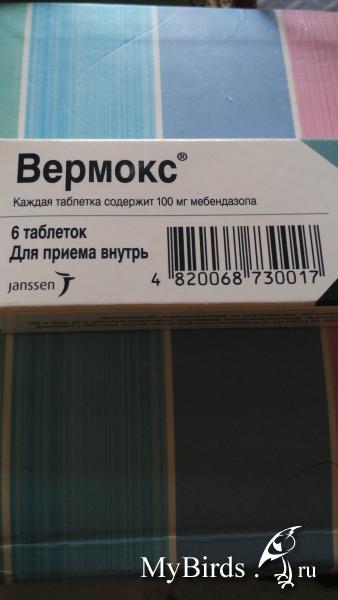 Вермокс®
Каждая таблетка содержит 100 мг мебендазола
6 таблеток
Для приема внутрь
janssen
4 820068 730017
MyBirds.ru